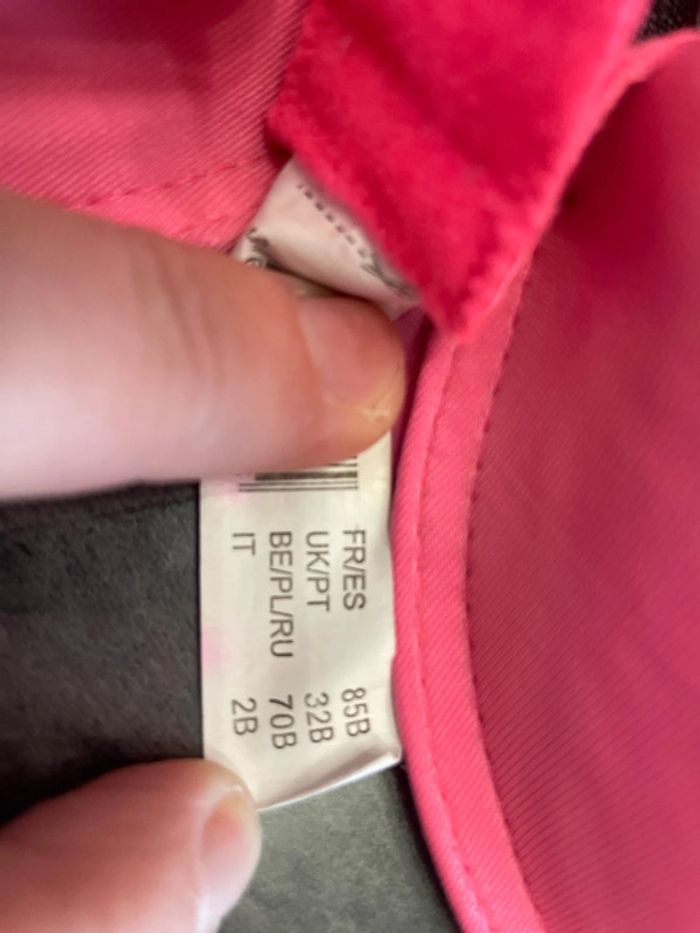 FR/ES 85B
UK/PT 32B
BE/PL/RU 70B
IT 2B